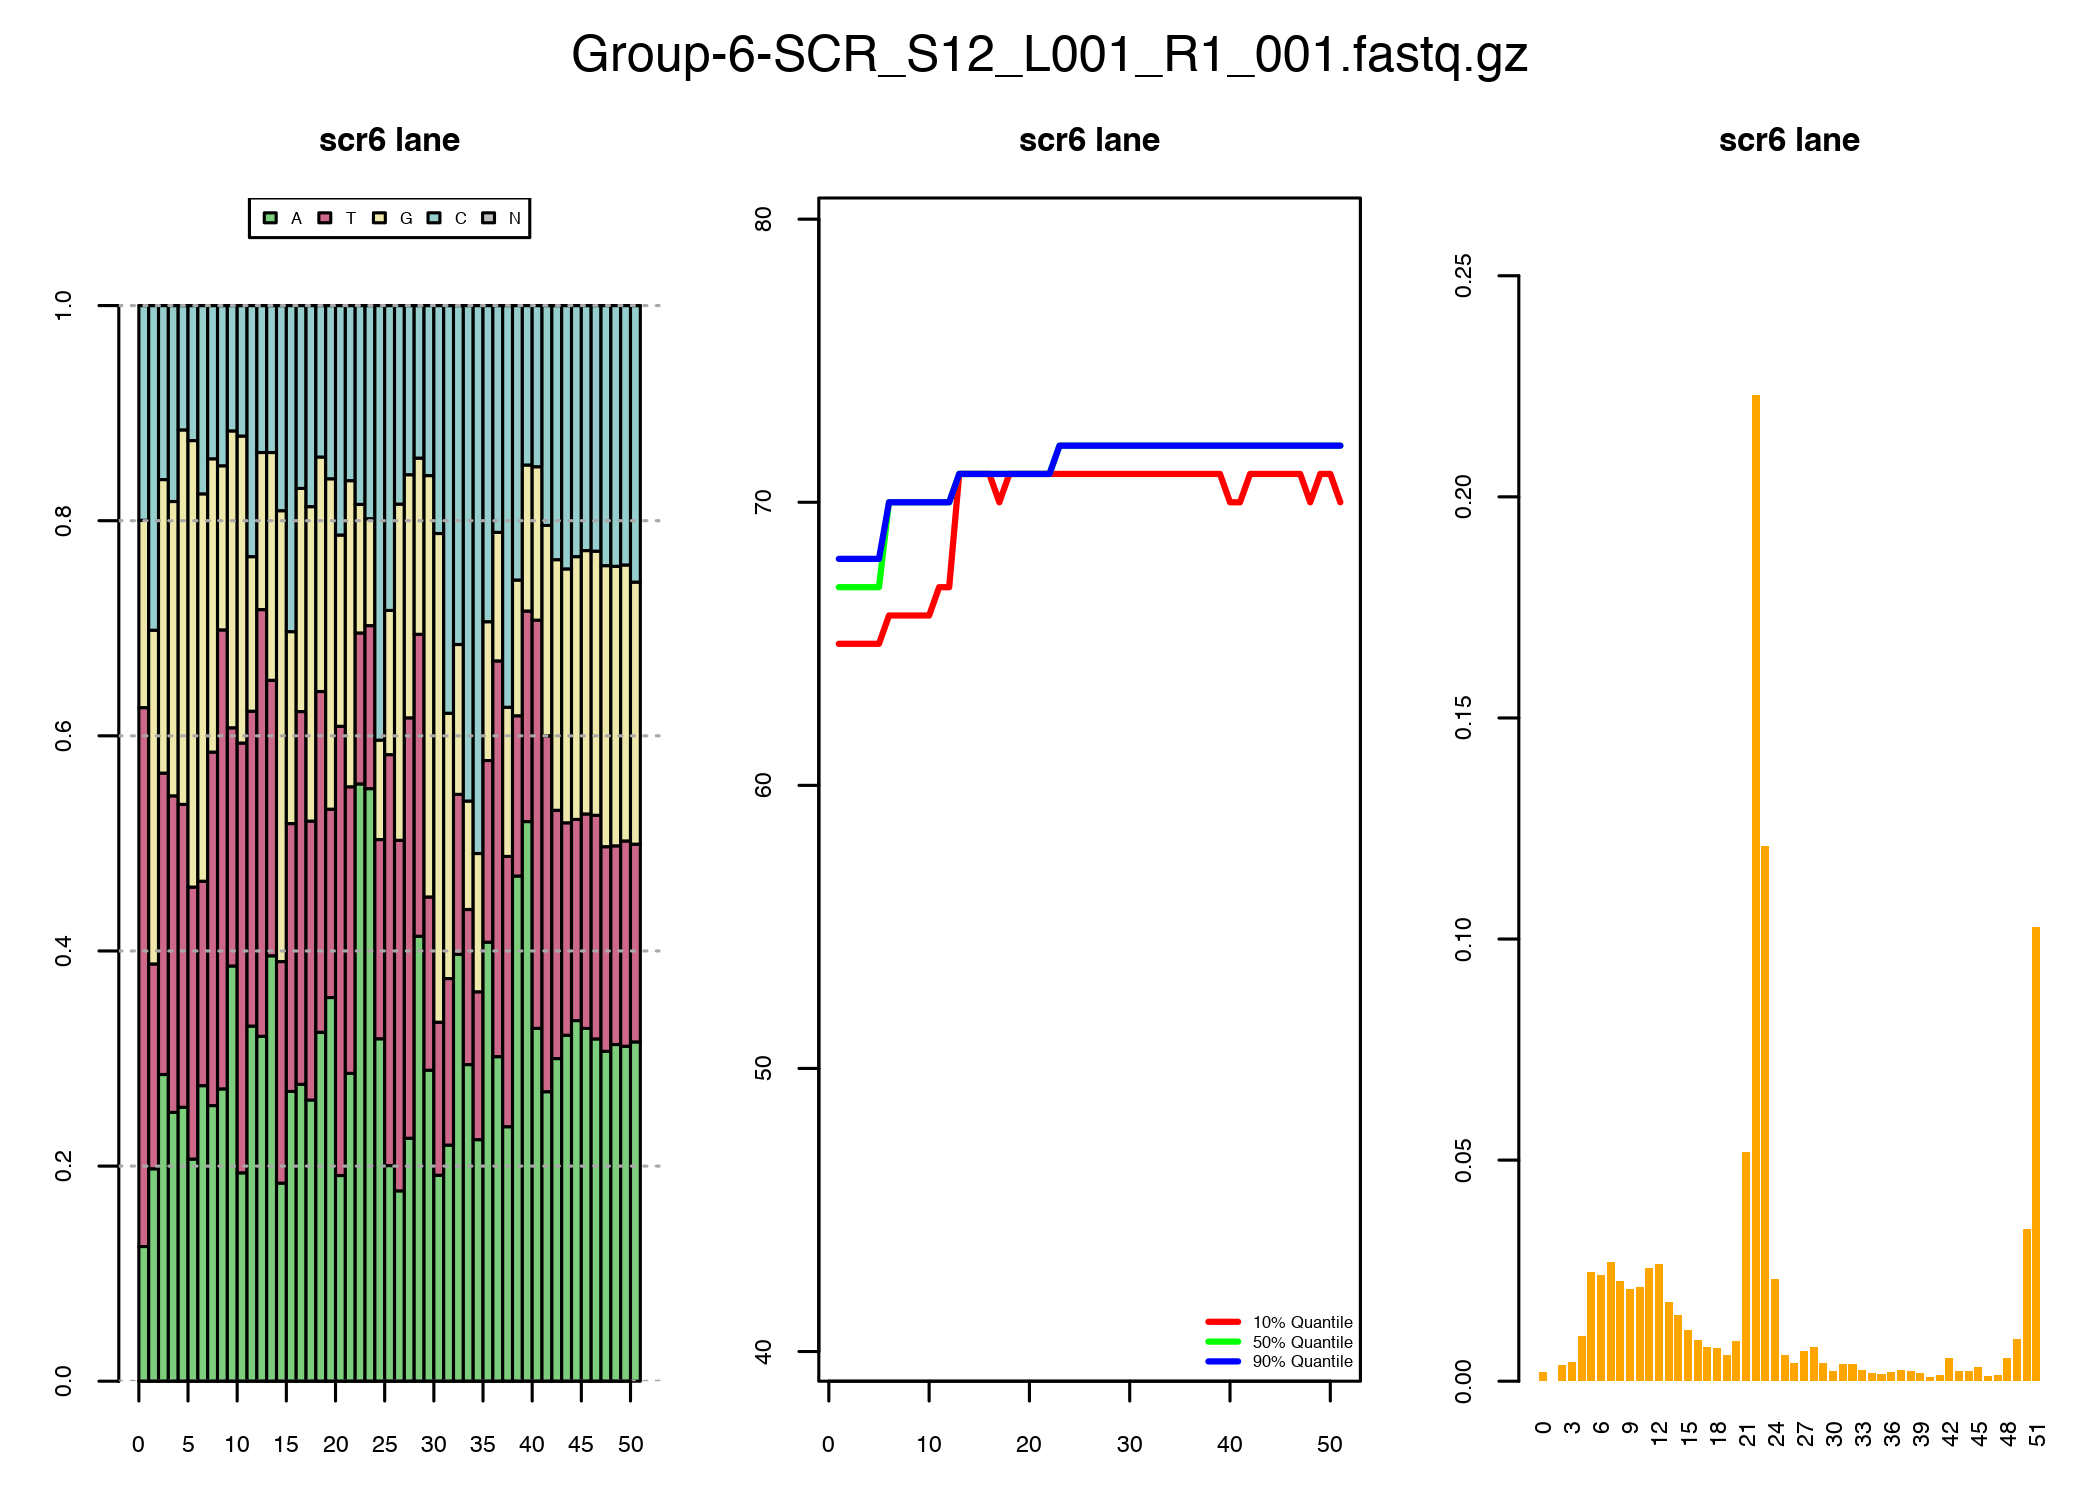 Group-6-SCR_S12_L001_R1_001.fastq.gz
scr6 lane
A T G C N
1.0
0.8
0.6
0.4
0.2
0.0
0 5 10 15 20 25 30 35 40 45 50
scr6 lane
80
70
60
50
40
10% Quantile
50% Quantile
90% Quantile
0 10 20 30 40 50
scr6 lane
0.25
0.20
0.15
0.10
0.05
0.00
0 3 6 9 12 15 18 21 24 27 30 33 36 39 42 45 48 51